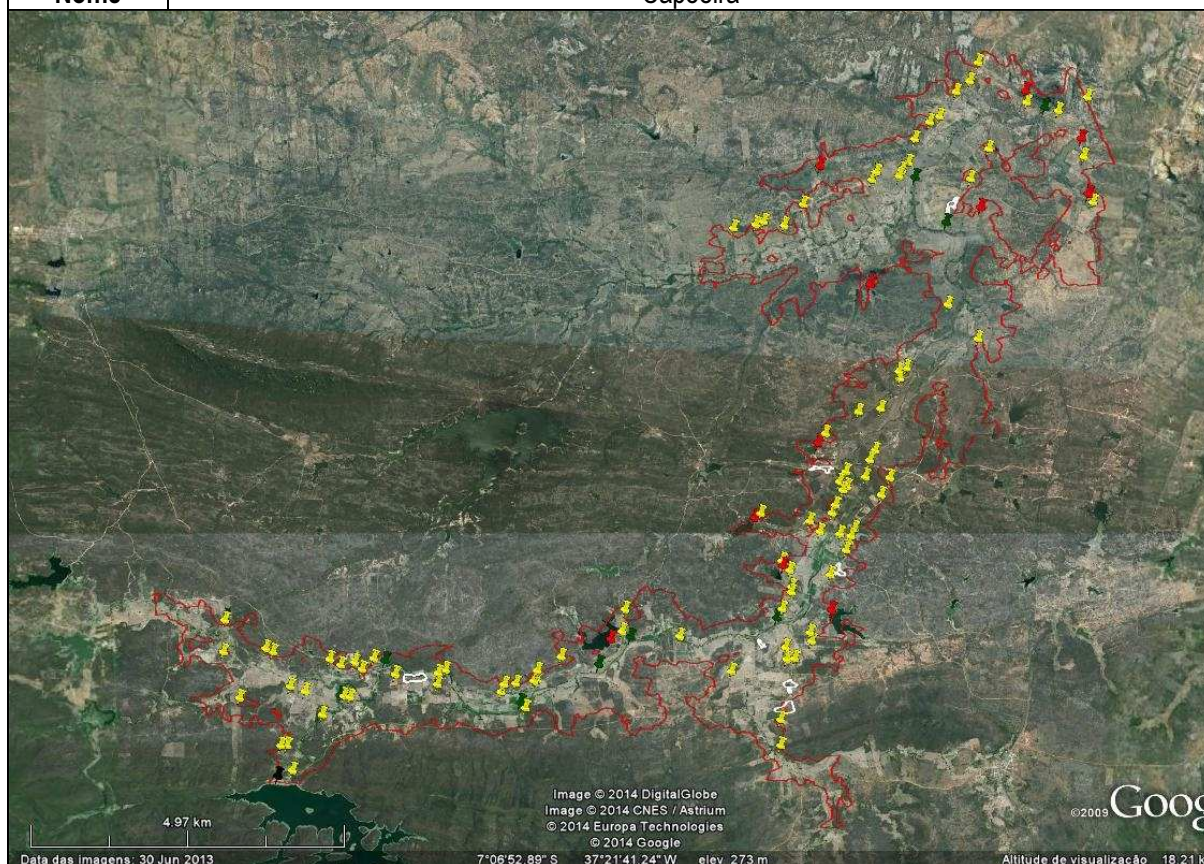 Nome Capoeira
Image © 2014 DigitalGlobe
Image © 2014 CNES / Astrium
© 2014 Europa Technologies
© 2014 Google
©2009 Goog
4.97 km
Data das imagens: 30 Jun 2013 7°06'52.89" S 37°21'41.24" W elev 273 m Altitude de visualização